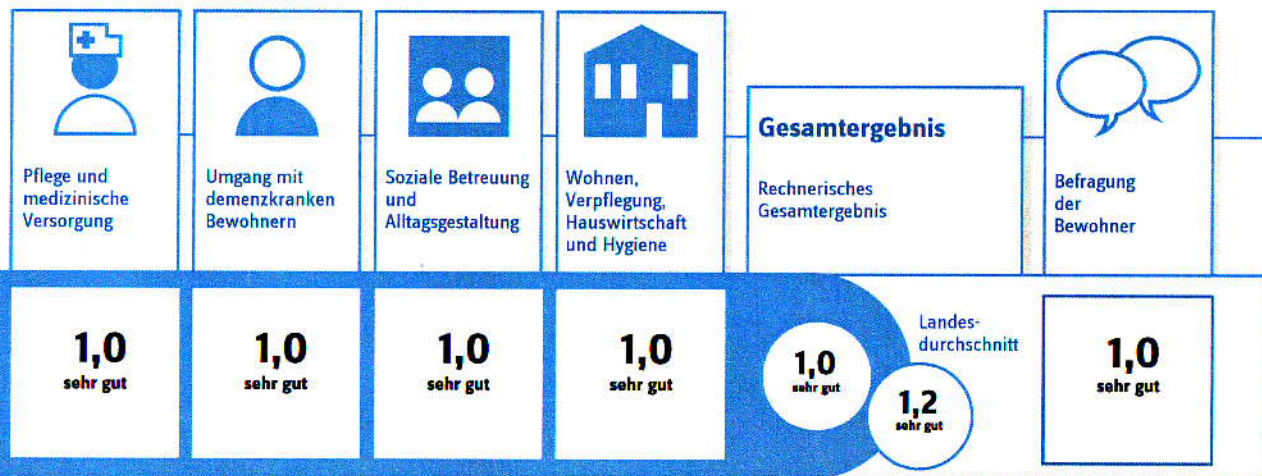 Pflege und
medizinische
Versorgung
Umgang mit
demenzkranken
Bewohnern
Soziale Betreuung
und
Alltagsgestaltung
Wohnen,
Verpflegung,
Hauswirtschaft
und Hygiene
Gesamtergebnis
Rechnerisches
Gesamtergebnis
Befragung
der
Bewohner
1,0
sehr gut
1,0
sehr gut
1,0
sehr gut
1,0
sehr gut
1,0
sehr gut
Landes-
durchschnitt
1,2
sehr gut
1,0
sehr gut